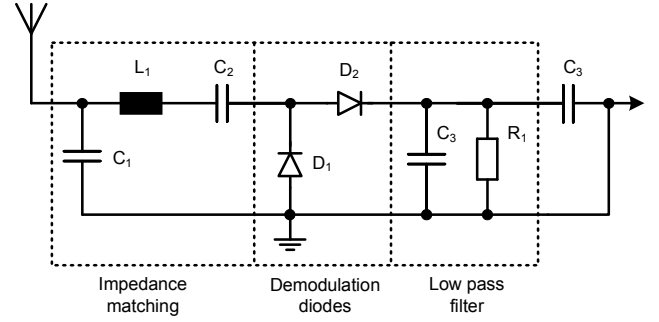 L1
C2
D2
C3
C1
D1
C3
R1
Impedance
matching
Demodulation
diodes
Low pass
filter